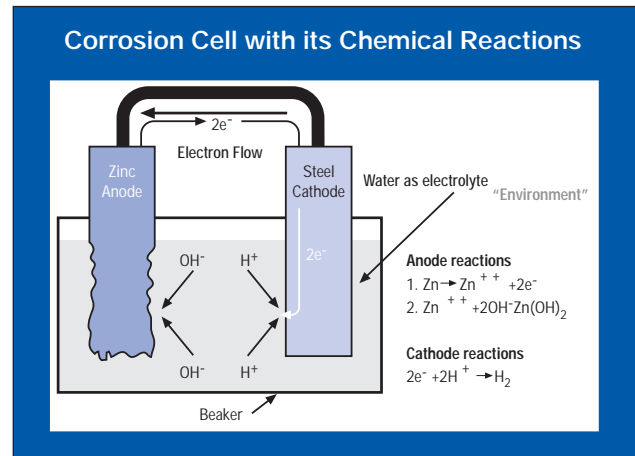 Corrosion Cell with its Chemical Reactions
2e⁻
Electron Flow
Zinc
Anode
Steel
Cathode
Water as electrolyte
"Environment"
OH⁻
H⁺
2e⁻
OH⁻
H⁺
Beaker
Anode reactions
1. Zn→Zn ⁺⁺ +2e⁻
2. Zn ⁺⁺+2OH⁻Zn(OH)₂
Cathode reactions
2e⁻ +2H ⁺ →H₂